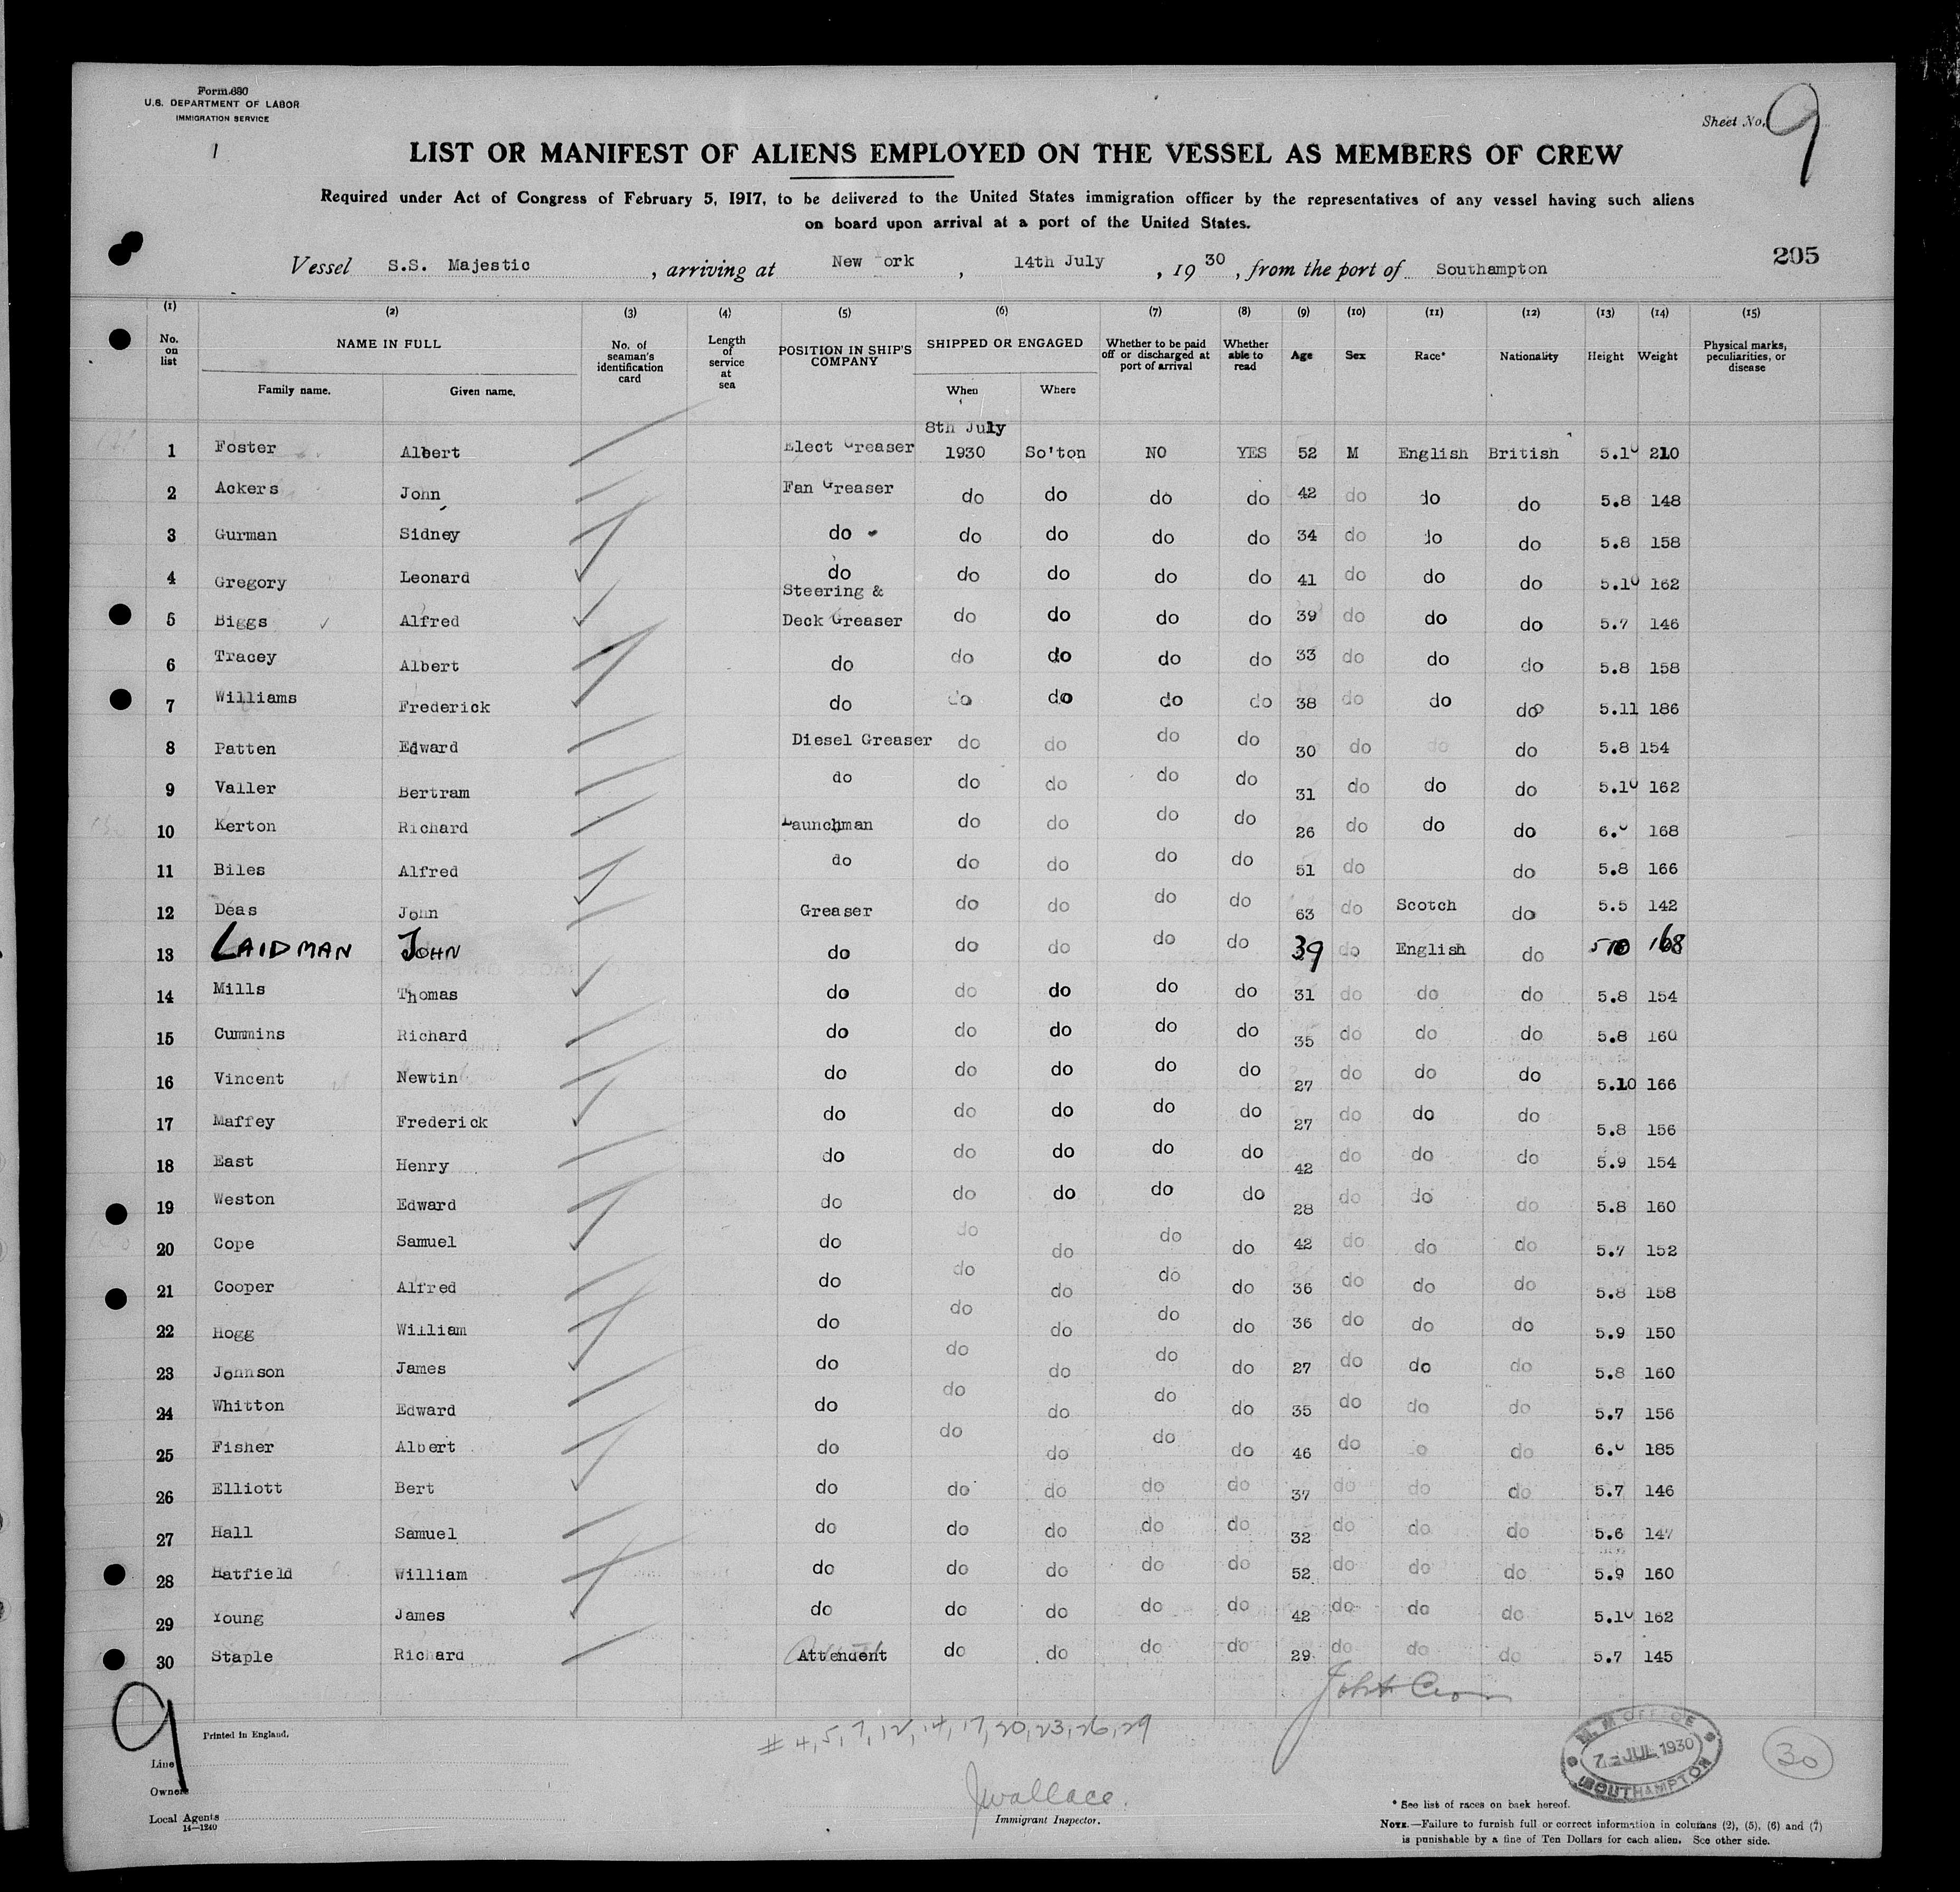 Form 680
U.S. DEPARTMENT OF LABOR
IMMIGRATION SERVICE
1
Sheet No. 9
LIST OR MANIFEST OF ALIENS EMPLOYED ON THE VESSEL AS MEMBERS OF CREW
Required under Act of Congress of February 5, 1917, to be delivered to the United States immigration officer by the representatives of any vessel having such aliens
on board upon arrival at a port of the United States.
205
Vessel S.S. Majestic , arriving at New ork , 14th July , 19 30 , from the port of Southampton
(1) (2) (3) (4) (5) (6) (7) (8) (9) (10) (11) (12) (13) (14) (15)
No. on list NAME IN FULL Family name. Given name. No. of seaman's identification card Length of service at sea POSITION IN SHIP'S COMPANY SHIPPED OR ENGAGED When Where Whether to be paid off or discharged at port of arrival Whether able to read Age Sex Race* Nationality Height Weight Physical marks, peculiarities, or disease
8th July
1 Foster Albert Elect Greaser 1930 So'ton NO YES 52 M English British 5.10 210
2 Ackers John Fan Greaser do do do do 42 do do do 5.8 148
3 Gurman Sidney do do do do do 34 do do do 5.8 158
4 Gregory Leonard do do do do do 41 do do do 5.10 162
Steering &
5 Biggs Alfred Deck Greaser do do do do 39 do do do 5.7 146
6 Tracey Albert do do do do do 33 do do do 5.8 158
7 Williams Frederick do do do do do 38 do do do 5.11 186
8 Patten Edward Diesel Greaser do do do do 30 do do do 5.8 154
9 Valler Bertram do do do do do 31 do do do 5.10 162
10 Kerton Richard Launchman do do do do 26 do do do 6.0 168
11 Biles Alfred do do do do do 51 do do 5.8 166
12 Deas John Greaser do do do do 63 do Scotch do 5.5 142
13 LAIDMAN JOHN do do do do do 39 do English do 5 10 168
14 Mills Thomas do do do do do 31 do do do 5.8 154
15 Cummins Richard do do do do do 35 do do do 5.8 160
16 Vincent Newtin do do do do do 27 do do do 5.10 166
17 Maffey Frederick do do do do do 27 do do do 5.8 156
18 East Henry do do do do do 42 do do do 5.9 154
19 Weston Edward do do do do do 28 do do do 5.8 160
20 Cope Samuel do do do do do 42 do do do 5.7 152
21 Cooper Alfred do do do do do 36 do do do 5.8 158
22 Hogg William do do do do do 36 do do do 5.9 150
23 Johnson James do do do do do 27 do do do 5.8 160
24 Whitton Edward do do do do do 35 do do do 5.7 156
25 Fisher Albert do do do do do 46 do do do 6.0 185
26 Elliott Bert do do do do do 37 do do do 5.7 146
27 Hall Samuel do do do do do 32 do do do 5.6 147
28 Hatfield William do do do do do 52 do do do 5.9 160
29 Young James do do do do do 42 do do do 5.10 162
30 Staple Richard Attendent do do do do 29 do do do 5.7 145
# 4, 5, 7, 12, 14, 17, 20, 23, 26, 29
9
Printed in England.
Line
Owners
Local Agents
14—1240
JWallace.
Immigrant Inspector.
M. M OFFICE
7 - JUL 1930
SOUTHAMPTON
30
* See list of races on back hereof.
NOTE.—Failure to furnish full or correct information in columns (2), (5), (6) and (7)
is punishable by a fine of Ten Dollars for each alien. See other side.